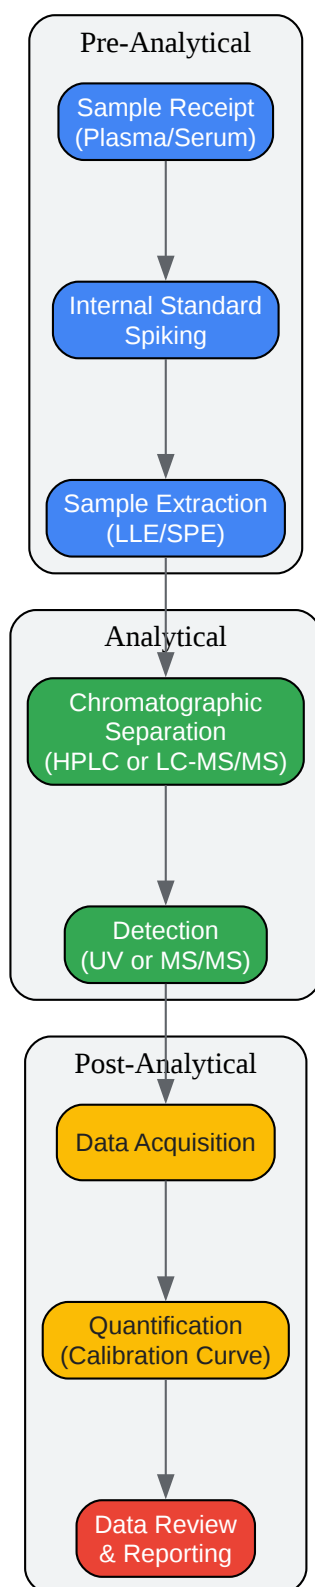 Pre-Analytical
Sample Receipt
(Plasma/Serum)
Internal Standard
Spiking
Sample Extraction
(LLE/SPE)
Analytical
Chromatographic
Separation
(HPLC or LC-MS/MS)
Detection
(UV or MS/MS)
Post-Analytical
Data Acquisition
Quantification
(Calibration Curve)
Data Review
& Reporting